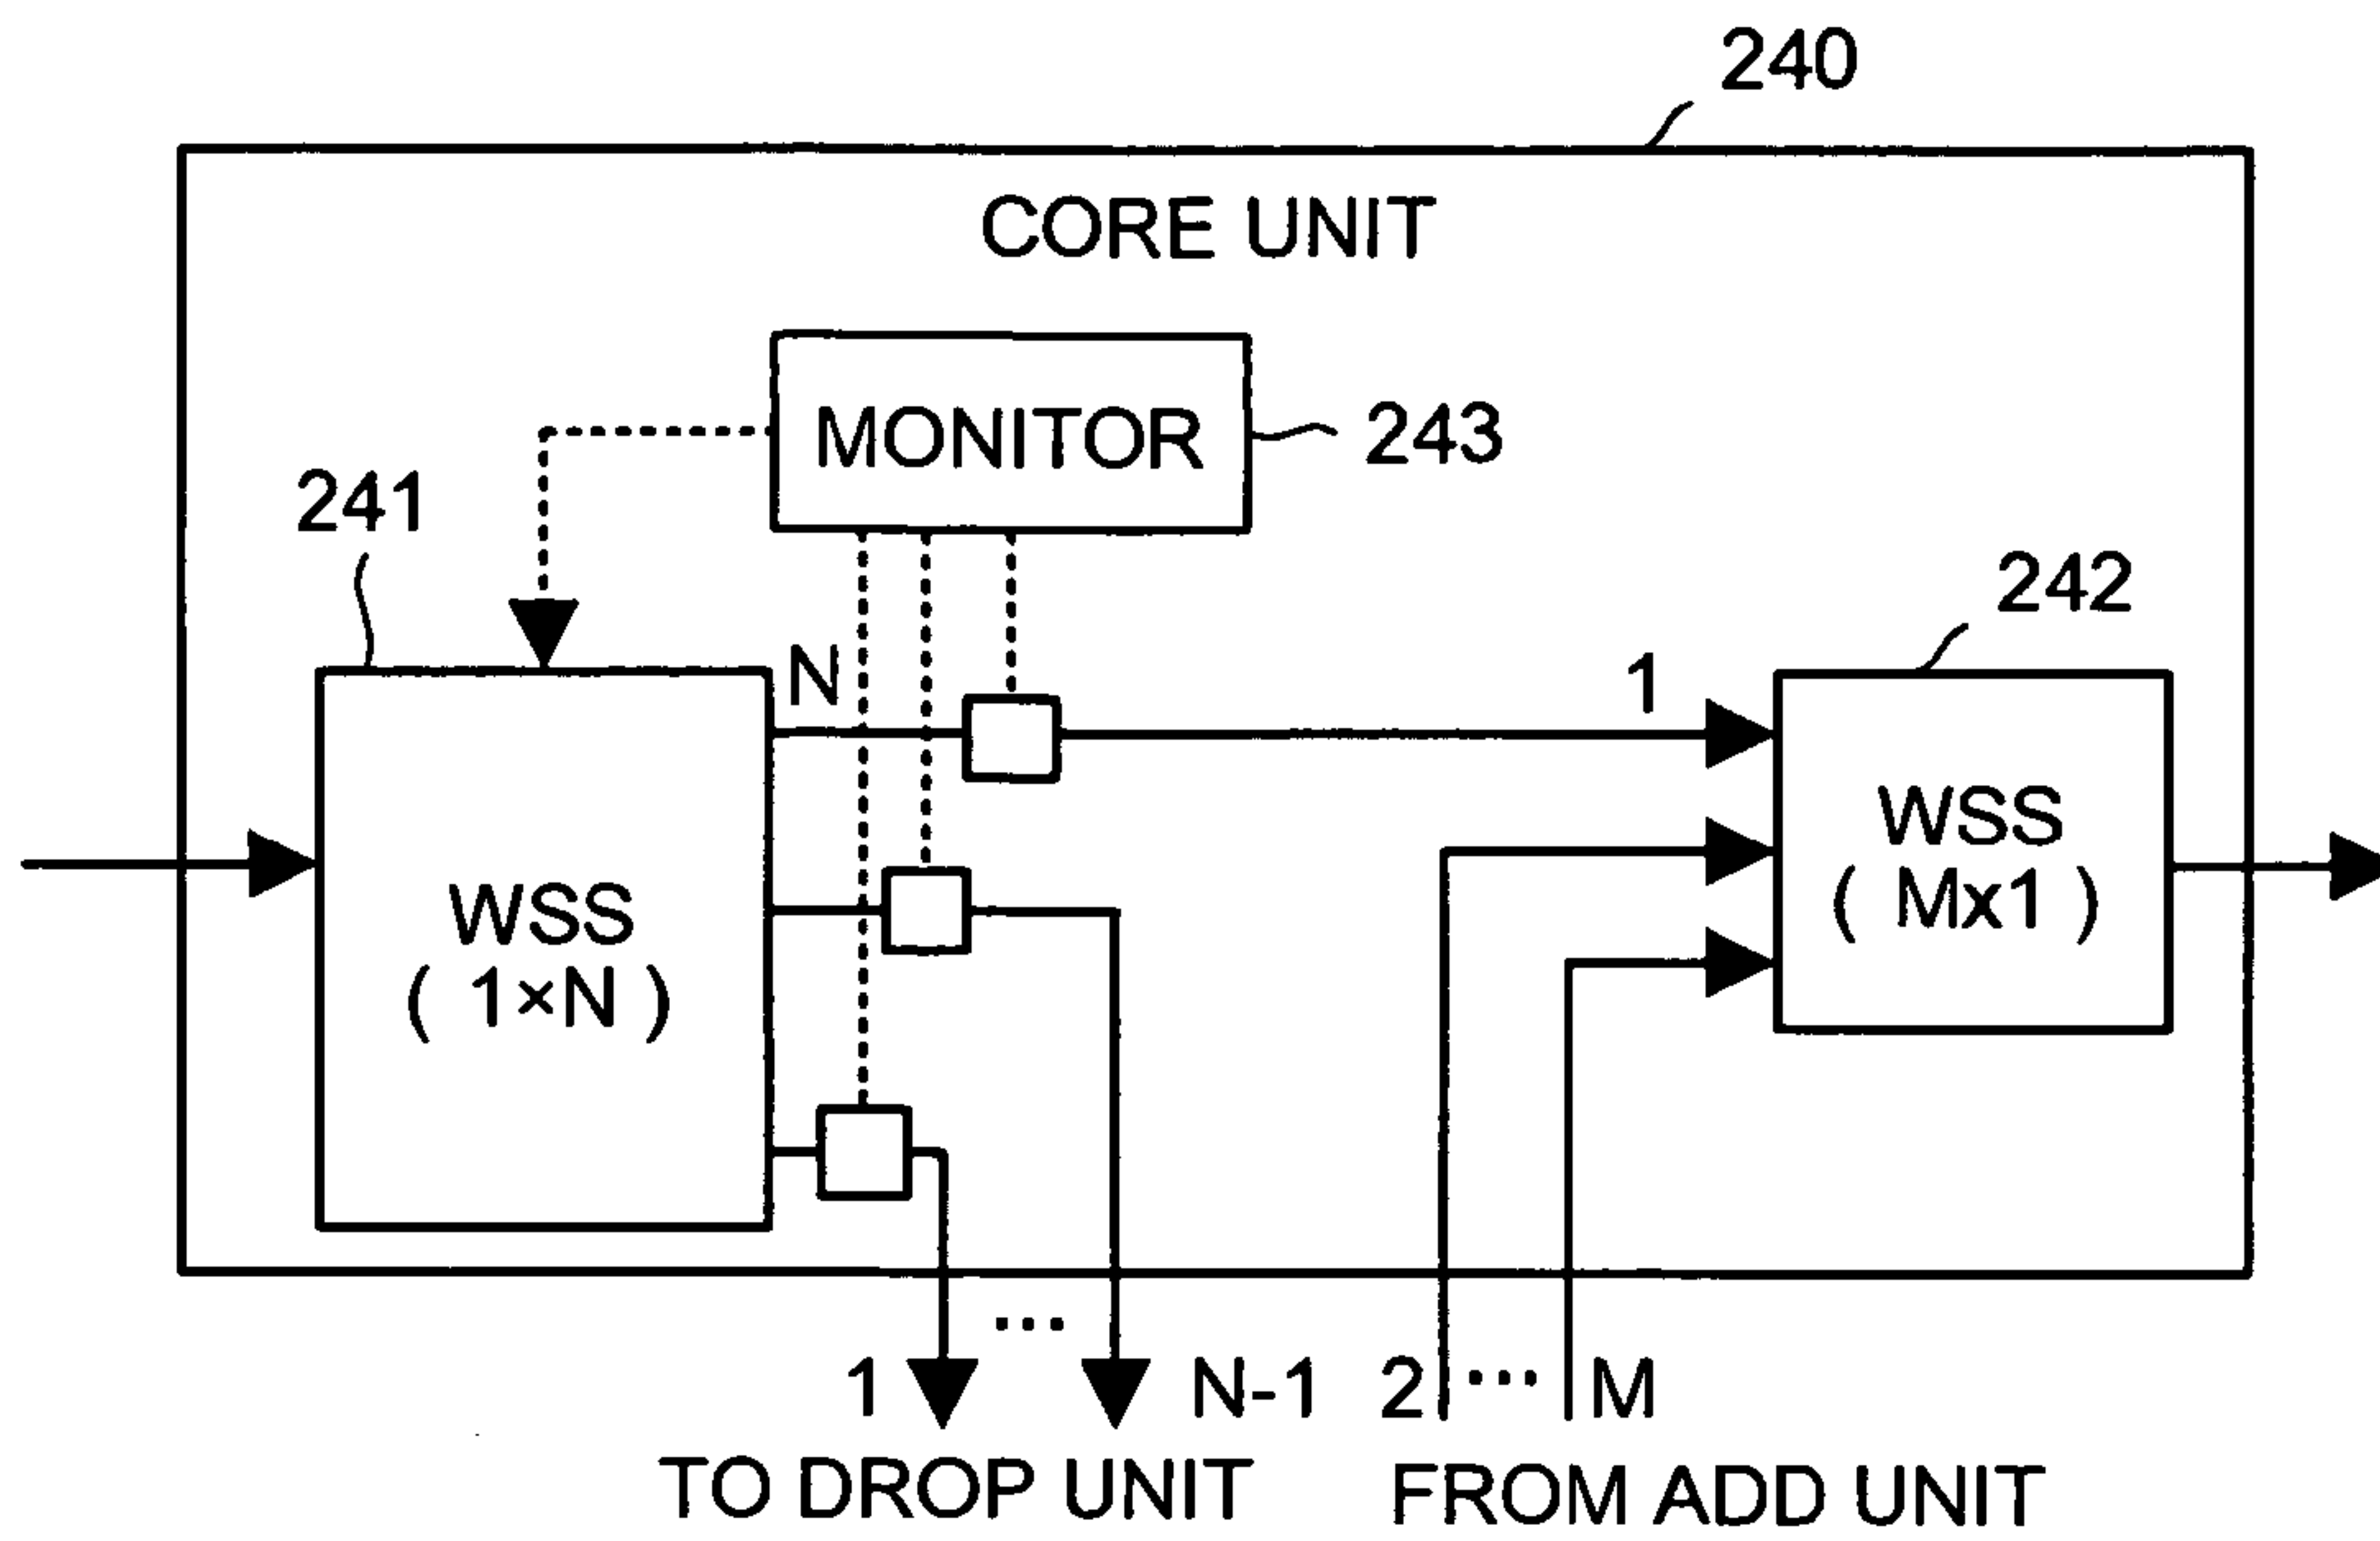 240
CORE UNIT
MONITOR
243
241
242
N
1
WSS
( 1×N )
WSS
( Mx1 )
...
1
N-1
2
...
M
TO DROP UNIT
FROM ADD UNIT